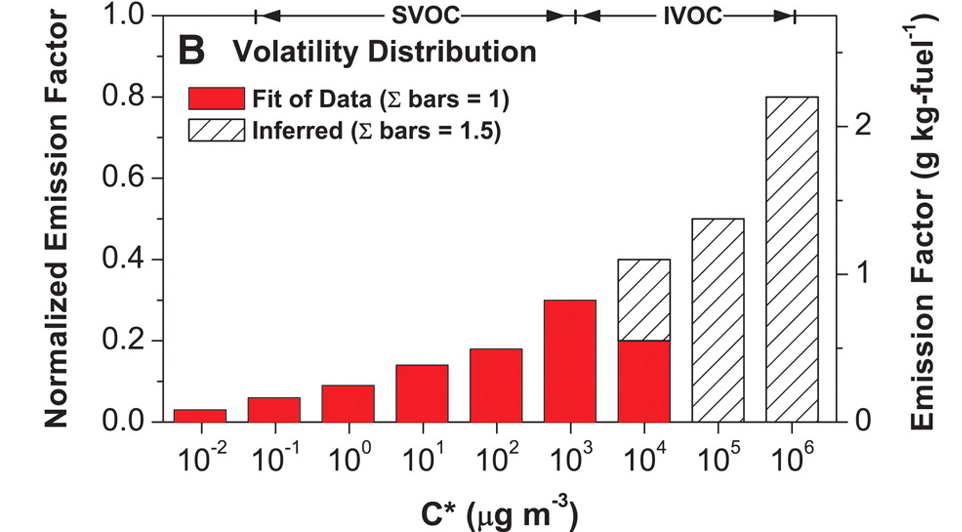 SVOC IVOC
B Volatility Distribution
Fit of Data (Σ bars = 1)
Inferred (Σ bars = 1.5)
Normalized Emission Factor
1.0
0.8
0.6
0.4
0.2
0.0
Emission Factor (g kg-fuel⁻¹)
2
1
0
10⁻² 10⁻¹ 10⁰ 10¹ 10² 10³ 10⁴ 10⁵ 10⁶
C* (μg m⁻³)